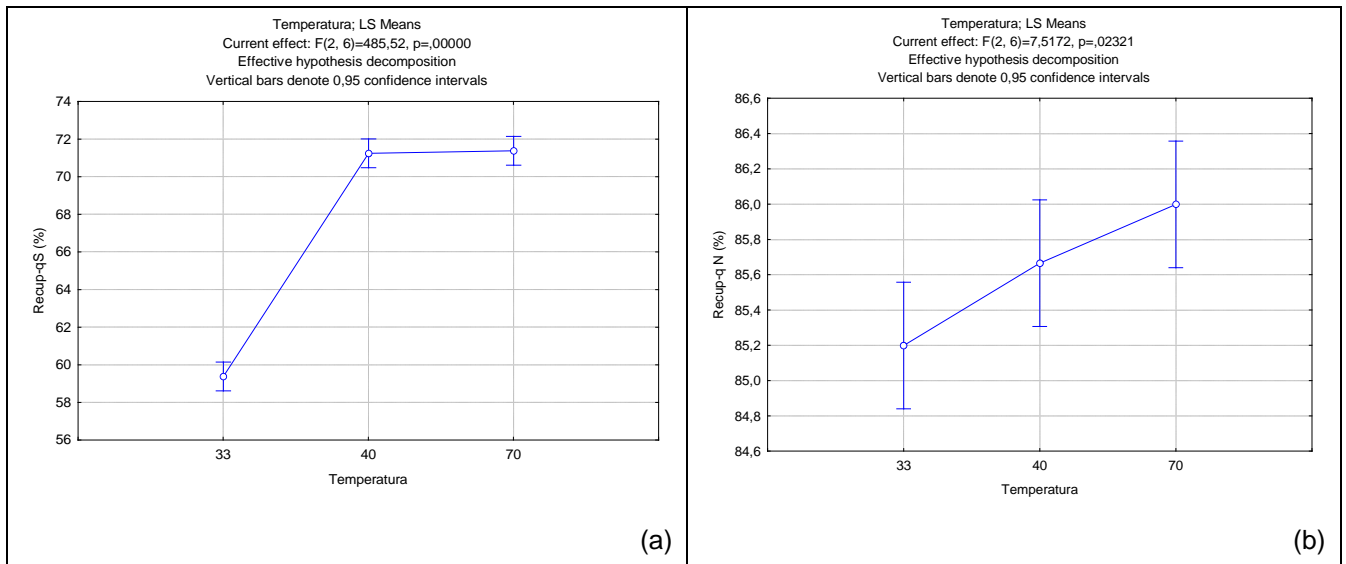 Temperatura; LS Means
Current effect: F(2, 6)=485,52, p=,00000
Effective hypothesis decomposition
Vertical bars denote 0,95 confidence intervals
74
72
70
68
66
64
62
60
58
56
Recup-qS (%)
33 40 70
Temperatura
(a)
Temperatura; LS Means
Current effect: F(2, 6)=7,5172, p=,02321
Effective hypothesis decomposition
Vertical bars denote 0,95 confidence intervals
86,6
86,4
86,2
86,0
85,8
85,6
85,4
85,2
85,0
84,8
84,6
Recup-q N (%)
33 40 70
Temperatura
(b)